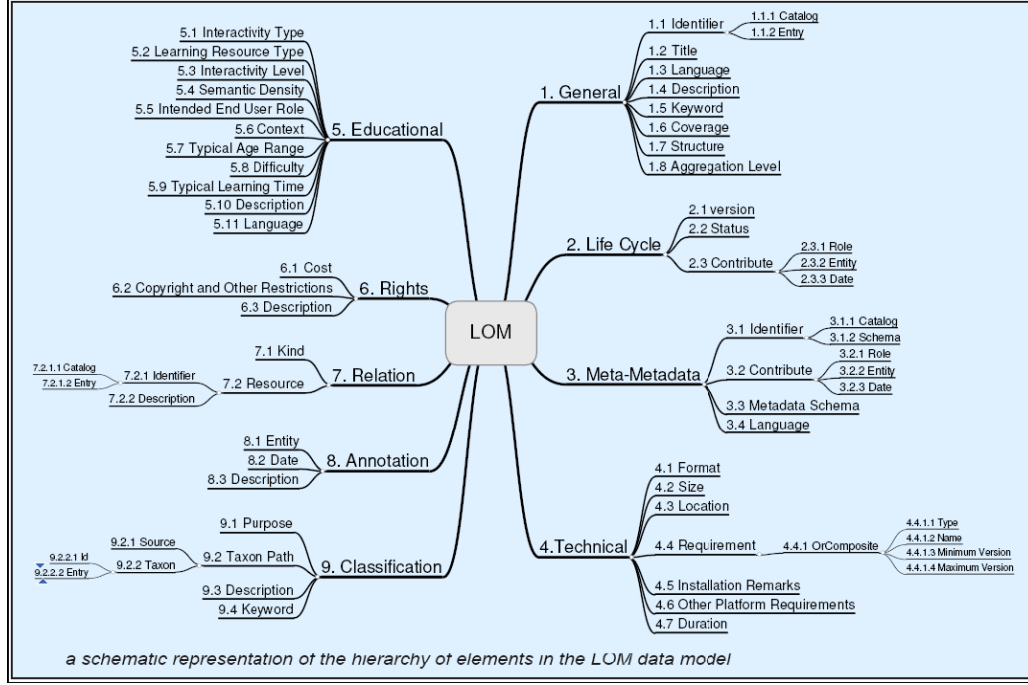 LOM
1. General
1.1 Identifier
1.1.1 Catalog
1.1.2 Entry
1.2 Title
1.3 Language
1.4 Description
1.5 Keyword
1.6 Coverage
1.7 Structure
1.8 Aggregation Level
2. Life Cycle
2.1 version
2.2 Status
2.3 Contribute
2.3.1 Role
2.3.2 Entity
2.3.3 Date
3. Meta-Metadata
3.1 Identifier
3.1.1 Catalog
3.1.2 Schema
3.2 Contribute
3.2.1 Role
3.2.2 Entity
3.2.3 Date
3.3 Metadata Schema
3.4 Language
4.Technical
4.1 Format
4.2 Size
4.3 Location
4.4 Requirement
4.4.1 OrComposite
4.4.1.1 Type
4.4.1.2 Name
4.4.1.3 Minimum Version
4.4.1.4 Maximum Version
4.5 Installation Remarks
4.6 Other Platform Requirements
4.7 Duration
5. Educational
5.1 Interactivity Type
5.2 Learning Resource Type
5.3 Interactivity Level
5.4 Semantic Density
5.5 Intended End User Role
5.6 Context
5.7 Typical Age Range
5.8 Difficulty
5.9 Typical Learning Time
5.10 Description
5.11 Language
6. Rights
6.1 Cost
6.2 Copyright and Other Restrictions
6.3 Description
7. Relation
7.1 Kind
7.2 Resource
7.2.1 Identifier
7.2.1.1 Catalog
7.2.1.2 Entry
7.2.2 Description
8. Annotation
8.1 Entity
8.2 Date
8.3 Description
9. Classification
9.1 Purpose
9.2 Taxon Path
9.2.1 Source
9.2.2 Taxon
9.2.2.1 Id
9.2.2.2 Entry
9.3 Description
9.4 Keyword
a schematic representation of the hierarchy of elements in the LOM data model